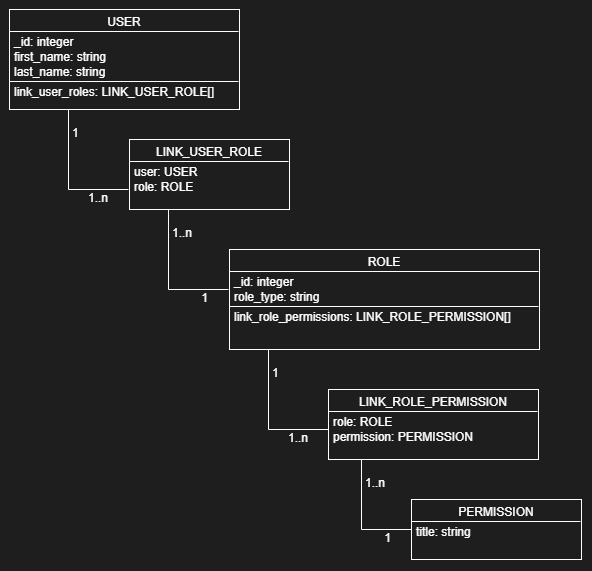 USER
_id: integer
first_name: string
last_name: string
link_user_roles: LINK_USER_ROLE[]
1
1..n
LINK_USER_ROLE
user: USER
role: ROLE
1..n
1
ROLE
_id: integer
role_type: string
link_role_permissions: LINK_ROLE_PERMISSION[]
1
1..n
LINK_ROLE_PERMISSION
role: ROLE
permission: PERMISSION
1..n
1
PERMISSION
title: string